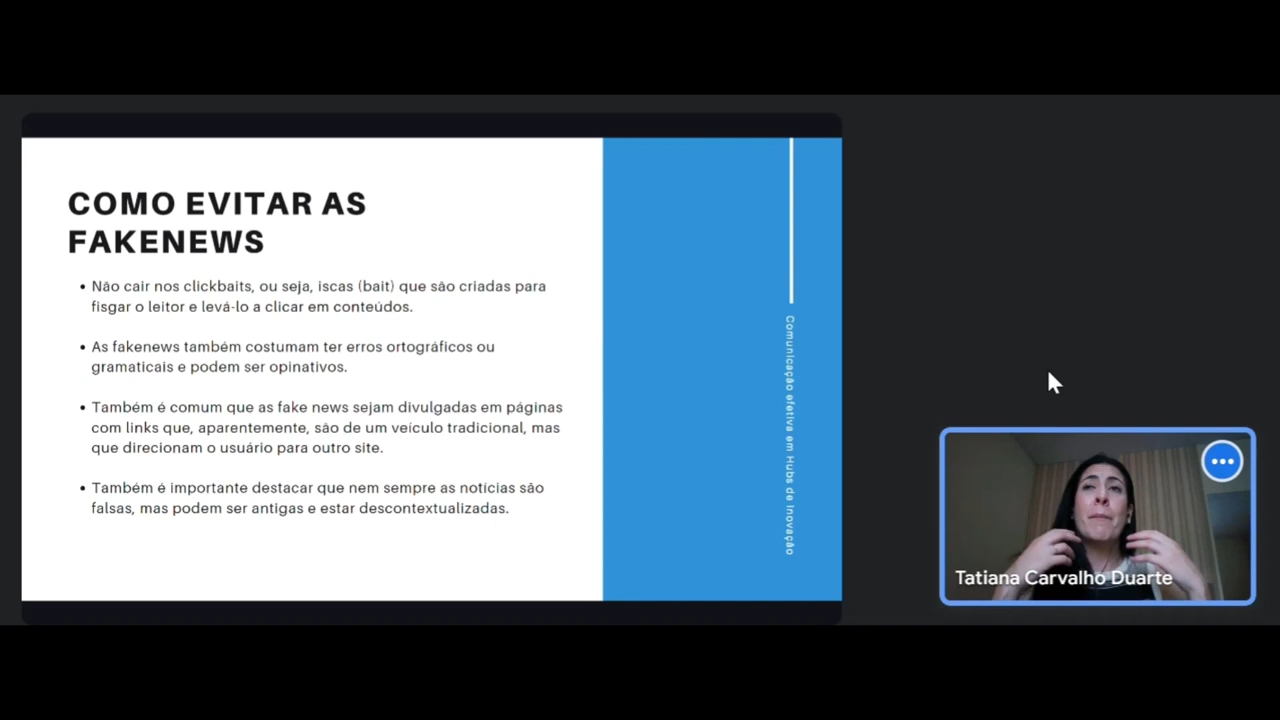 COMO EVITAR AS
FAKENEWS
• Não cair nos clickbaits, ou seja, iscas (bait) que são criadas para
fisgar o leitor e levá-lo a clicar em conteúdos.
• As fakenews também costumam ter erros ortográficos ou
gramaticais e podem ser opinativos.
• Também é comum que as fake news sejam divulgadas em páginas
com links que, aparentemente, são de um veículo tradicional, mas
que direcionam o usuário para outro site.
• Também é importante destacar que nem sempre as notícias são
falsas, mas podem ser antigas e estar descontextualizadas.
Comunicação efetiva em Hubs de Inovação
Tatiana Carvalho Duarte